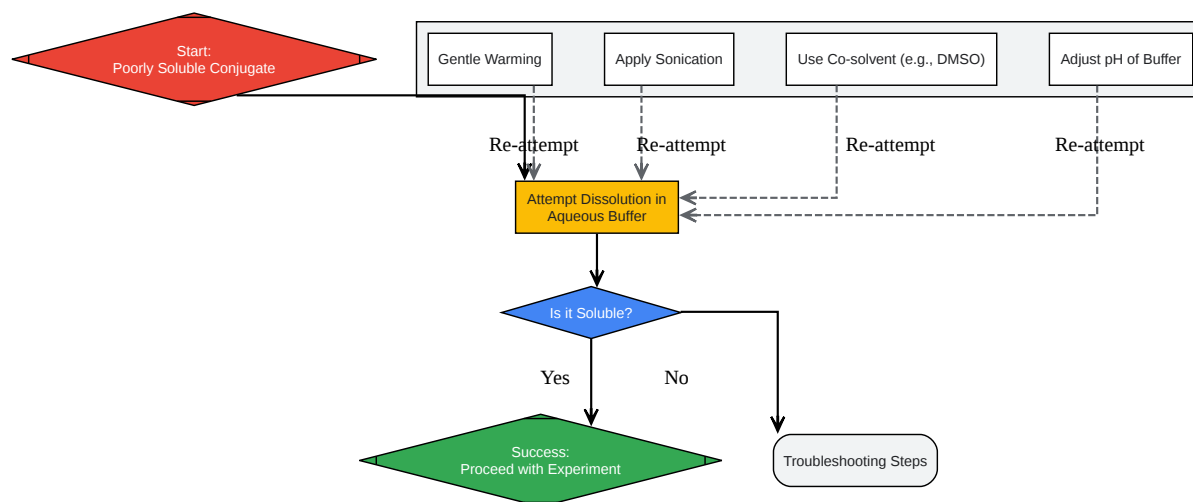 Start:
Poorly Soluble Conjugate
Gentle Warming
Apply Sonication
Use Co-solvent (e.g., DMSO)
Adjust pH of Buffer
Re-attempt
Re-attempt
Re-attempt
Re-attempt
Attempt Dissolution in
Aqueous Buffer
Is it Soluble?
Yes
No
Success:
Proceed with Experiment
Troubleshooting Steps